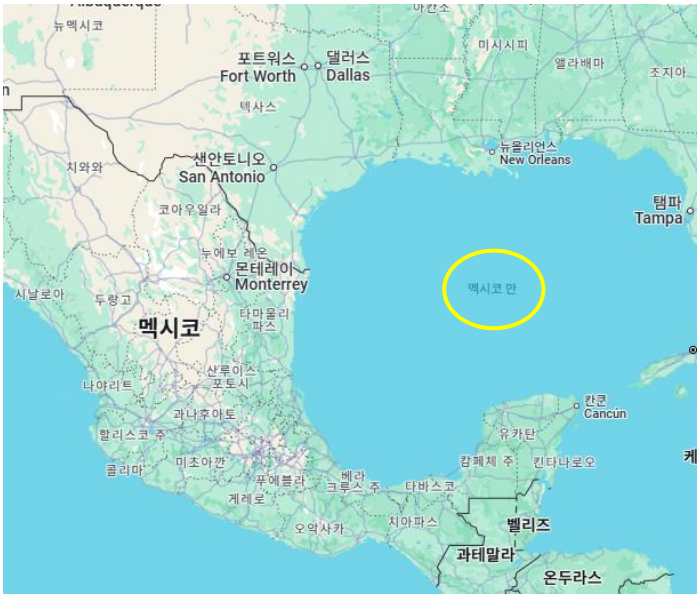 Albuquerque
뉴멕시코
아칸소
미시시피
앨라배마
조지아
포트워스
Fort Worth
댈러스
Dallas
텍사스
치와와
샌안토니오
San Antonio
뉴올리언스
New Orleans
코아우일라
탬파
Tampa
누에보 레온
몬테레이
Monterrey
멕시코 만
시날로아
두랑고
타마울리
파스
멕시코
산루이스
포토시
나야리트
과나후아토
칸쿤
Cancún
할리스코 주
유카탄
콜리마
미초아칸
푸에블라
베라
크루스 주
타바스코
캄페체 주
킨타나로오
케
게레로
오악사카
치아파스
벨리즈
과테말라
온두라스